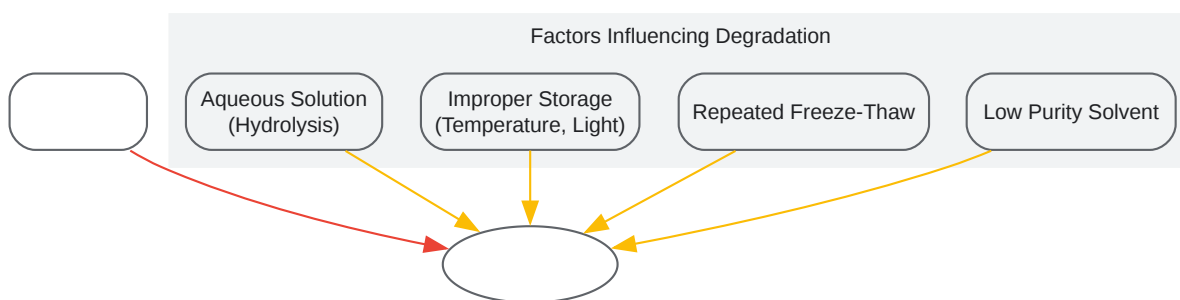 Factors Influencing Degradation
Aqueous Solution
(Hydrolysis)
Improper Storage
(Temperature, Light)
Repeated Freeze-Thaw
Low Purity Solvent